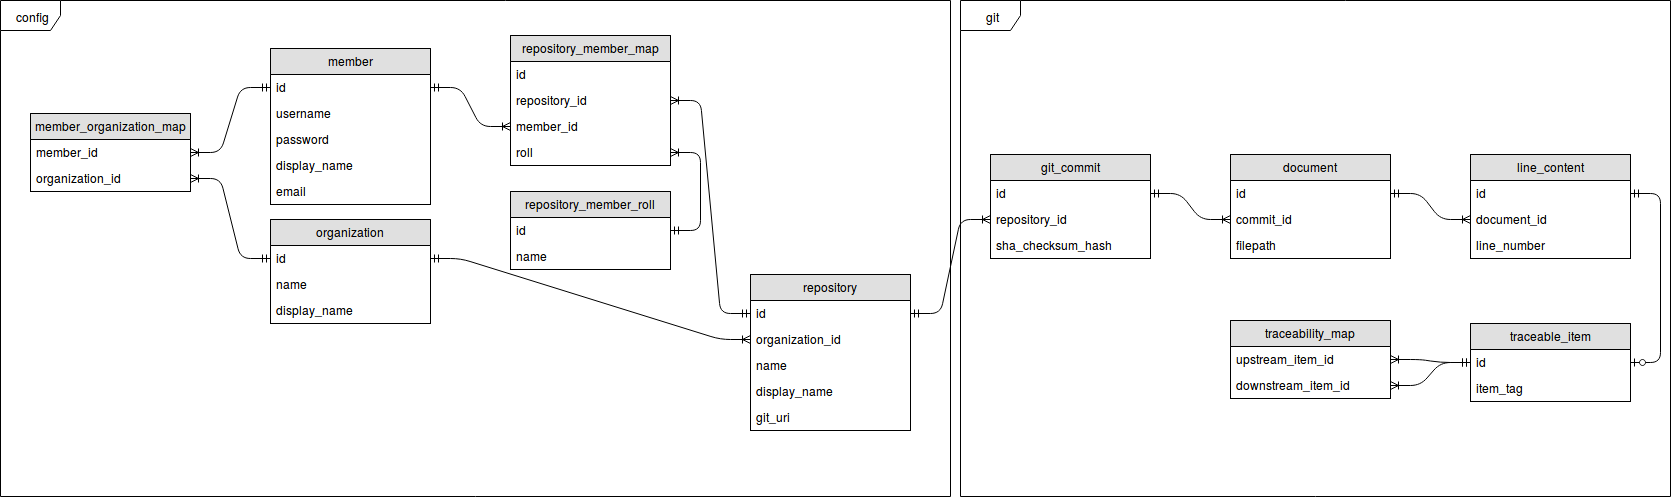 config
member_organization_map
member_id
organization_id
member
id
username
password
display_name
email
organization
id
name
display_name
repository_member_map
id
repository_id
member_id
roll
repository_member_roll
id
name
repository
id
organization_id
name
display_name
git_uri
git
git_commit
id
repository_id
sha_checksum_hash
document
id
commit_id
filepath
line_content
id
document_id
line_number
traceability_map
upstream_item_id
downstream_item_id
traceable_item
id
item_tag